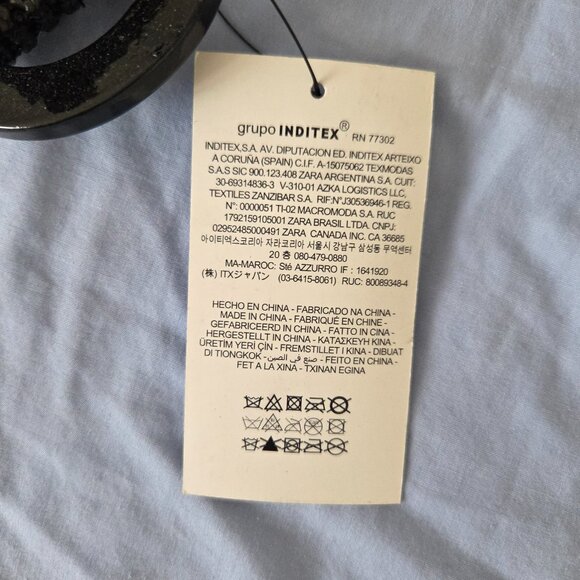 grupo INDITEX® RN 77302
INDITEX,S.A. AV. DIPUTACION ED. INDITEX ARTEIXO
A CORUÑA (SPAIN) C.I.F. A-15075062 TEXMODAS
S.A.S SIC 900.123.408 ZARA ARGENTINA S.A. CUIT:
30-69314836-3 V-310-01 AZKA LOGISTICS LLC,
TEXTILES ZANZIBAR S.A. RIF:N°J30536946-1 REG.
N°: 0000051 TI-02 MACROMODA S.A. RUC
1792159105001 ZARA BRASIL LTDA. CNPJ:
02952485000491 ZARA CANADA INC. CA 36685
아이티엑스코리아 자라코리아 서울시 강남구 삼성동 무역센터
20 층 080-479-0880
MA-MAROC: Sté AZZURRO IF : 1641920
(株) ITXジャパン (03-6415-8061) RUC: 80089348-4
HECHO EN CHINA - FABRICADO NA CHINA -
MADE IN CHINA - FABRIQUÉ EN CHINE -
GEFABRICEERD IN CHINA - FATTO IN CINA -
HERGESTELLT IN CHINA - ΚΑΤΑΣΚΕΥΗ ΚΙΝΑ -
ÜRETİM YERİ ÇİN - FREMSTILLET I KINA - DIBUAT
DI TIONGKOK - صنع في الصين - FEITO EN CHINA -
FET A LA XINA - TXINAN EGINA